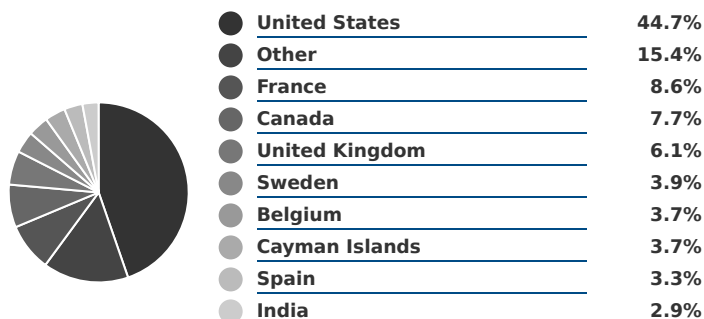 United States 44.7%
Other 15.4%
France 8.6%
Canada 7.7%
United Kingdom 6.1%
Sweden 3.9%
Belgium 3.7%
Cayman Islands 3.7%
Spain 3.3%
India 2.9%